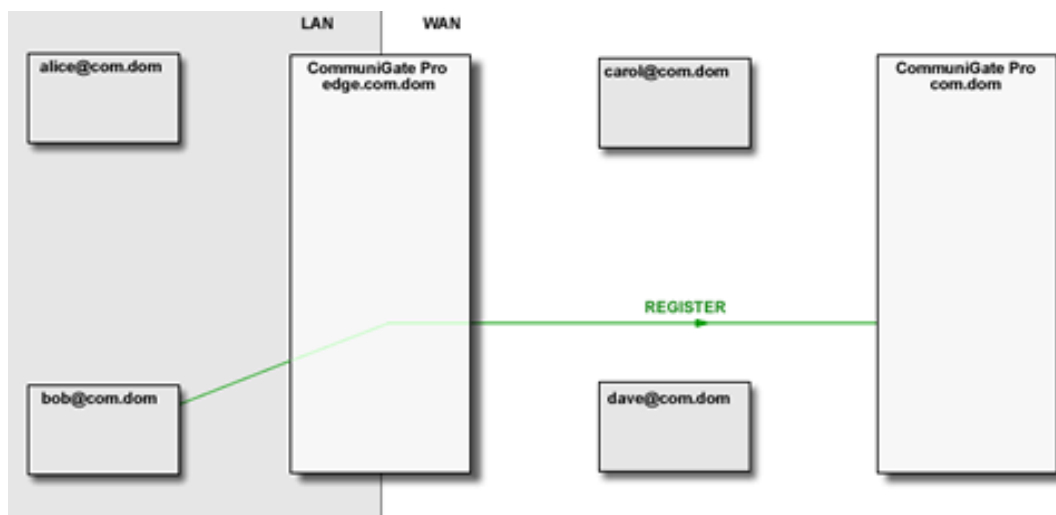 LAN
WAN
alice@com.dom
CommuniGate Pro
edge.com.dom
carol@com.dom
CommuniGate Pro
com.dom
REGISTER
bob@com.dom
dave@com.dom